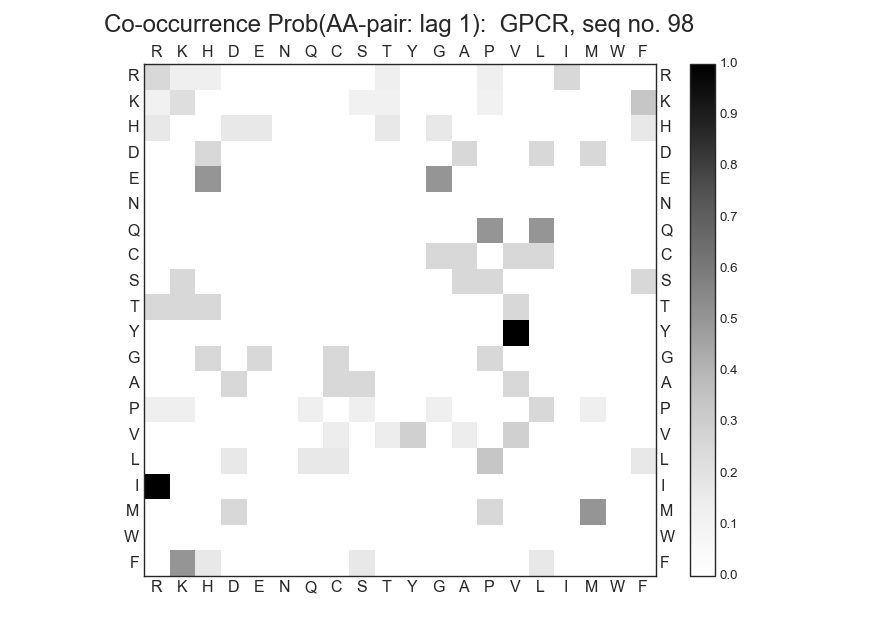 Co-occurrence Prob(AA-pair: lag 1):  GPCR, seq no. 98
R K H D E N Q C S T Y G A P V L I M W F
R R 1.0
K K 0.9
H H
D D 0.8
E E
N N 0.7
Q Q
C C 0.6
S S
T T 0.5
Y Y
G G 0.4
A A
P P 0.3
V V
L L 0.2
I I
M M 0.1
W W
F F 0.0
R K H D E N Q C S T Y G A P V L I M W F